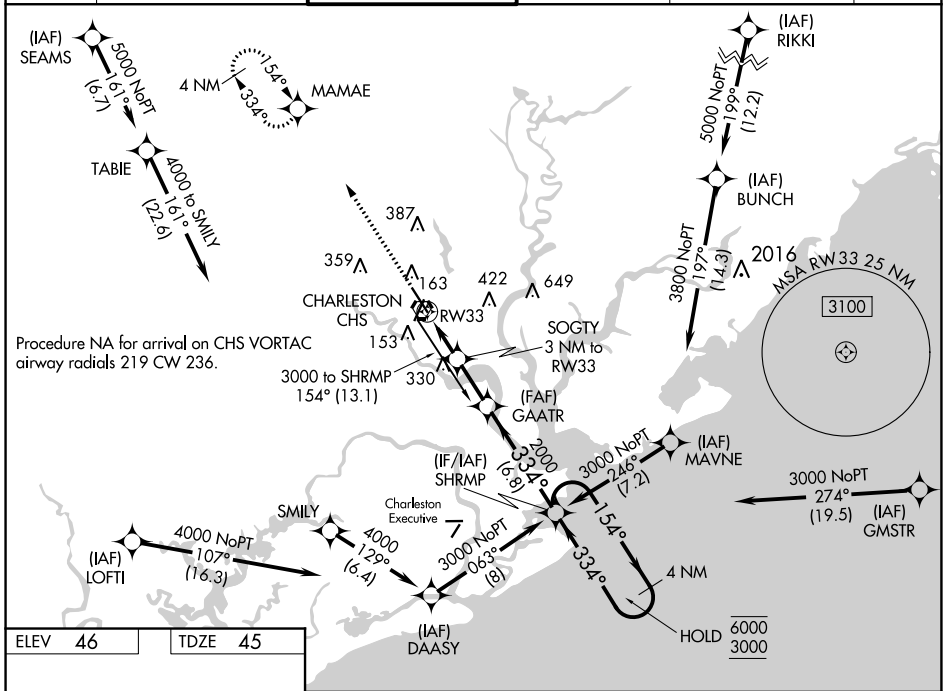 (IAF)
SEAMS
5000 NoPT
161°
(6.7)
TABIE
4000 to SMILY
161°
(22.6)
4 NM
154°
334°
MAMAE
(IAF)
RIKKI
5000 NoPT
199°
(12.2)
(IAF)
BUNCH
3800 NoPT
197°
(14.3)
2016
MSA RW33 25 NM
3100
387
359
163
422
649
CHARLESTON
CHS
RW33
153
330
Procedure NA for arrival on CHS VORTAC
airway radials 219 CW 236.
3000 to SHRMP
154° (13.1)
SOGTY
3 NM to
RW33
(FAF)
GAATR
2000
334°
(6.8)
(IF/IAF)
SHRMP
3000 NoPT
246°
(7.2)
(IAF)
MAVNE
3000 NoPT
274°
(19.5)
(IAF)
GMSTR
SMILY
Charleston
Executive
4000 NoPT
107°
(16.3)
(IAF)
LOFTI
4000
129°
(6.4)
3000 NoPT
063°
(8)
(IAF)
DAASY
154°
334°
4 NM
HOLD
6000
3000
ELEV 46
TDZE 45